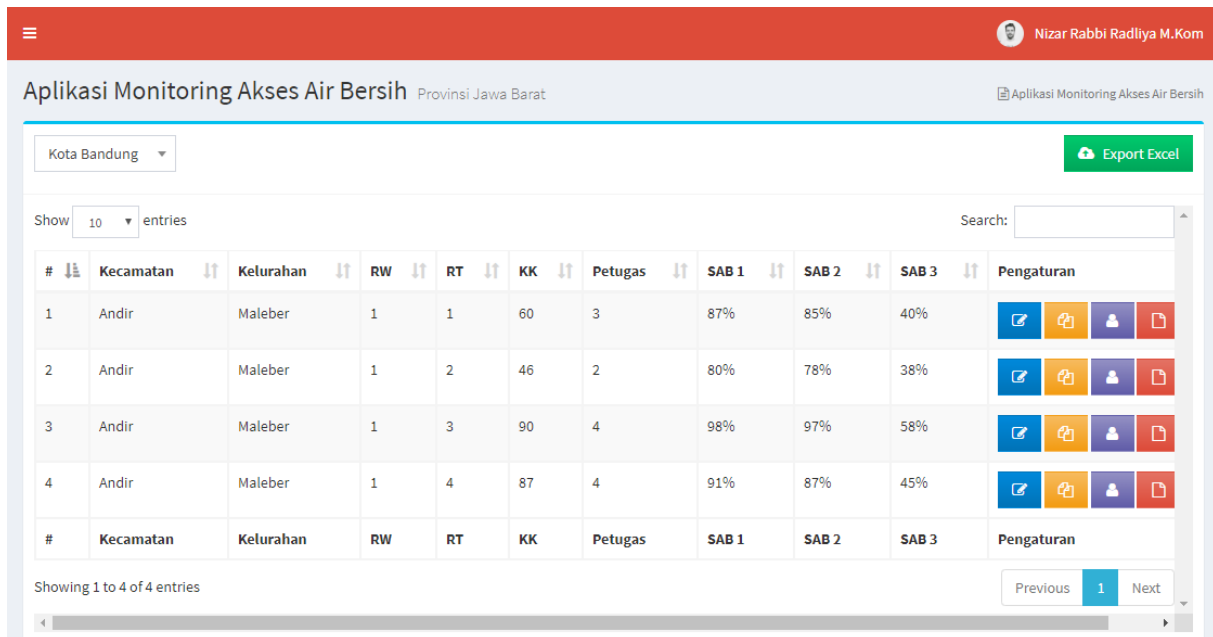 Nizar Rabbi Radliya M.Kom
Aplikasi Monitoring Akses Air Bersih Provinsi Jawa Barat Aplikasi Monitoring Akses Air Bersih
Kota Bandung Export Excel
Show 10 entries Search:
# Kecamatan Kelurahan RW RT KK Petugas SAB 1 SAB 2 SAB 3 Pengaturan
1 Andir Maleber 1 1 60 3 87% 85% 40%
2 Andir Maleber 1 2 46 2 80% 78% 38%
3 Andir Maleber 1 3 90 4 98% 97% 58%
4 Andir Maleber 1 4 87 4 91% 87% 45%
# Kecamatan Kelurahan RW RT KK Petugas SAB 1 SAB 2 SAB 3 Pengaturan
Showing 1 to 4 of 4 entries Previous 1 Next